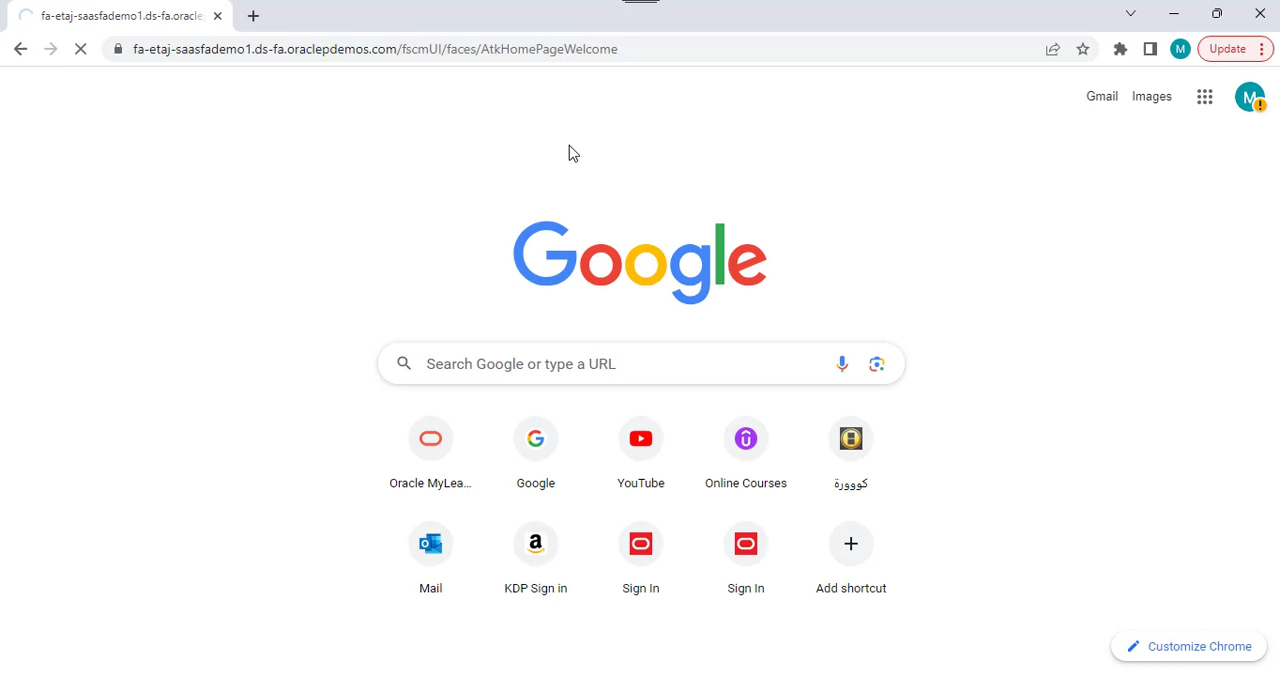 fa-etaj-saasfademo1.ds-fa.oracle
fa-etaj-saasfademo1.ds-fa.oraclepdemos.com/fscmUI/faces/AtkHomePageWelcome
M
Update
Gmail
Images
M
Google
Search Google or type a URL
Oracle MyLea...
Google
YouTube
Online Courses
كووورة
Mail
KDP Sign in
Sign In
Sign In
Add shortcut
Customize Chrome